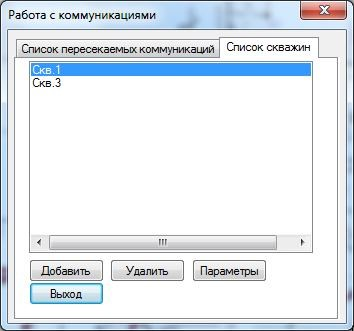 Работа с коммуникациями
Список пересекаемых коммуникаций Список скважин
Скв.1
Скв.3
Добавить Удалить Параметры
Выход